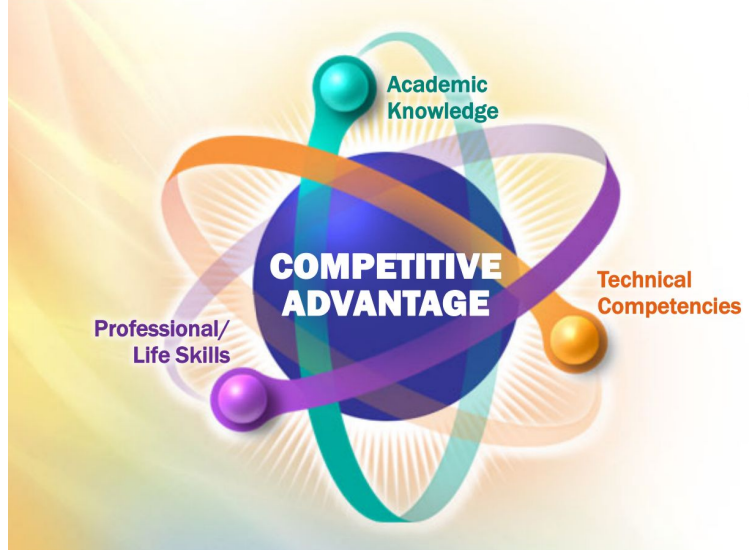 Academic
Knowledge
COMPETITIVE
ADVANTAGE
Technical
Competencies
Professional/
Life Skills